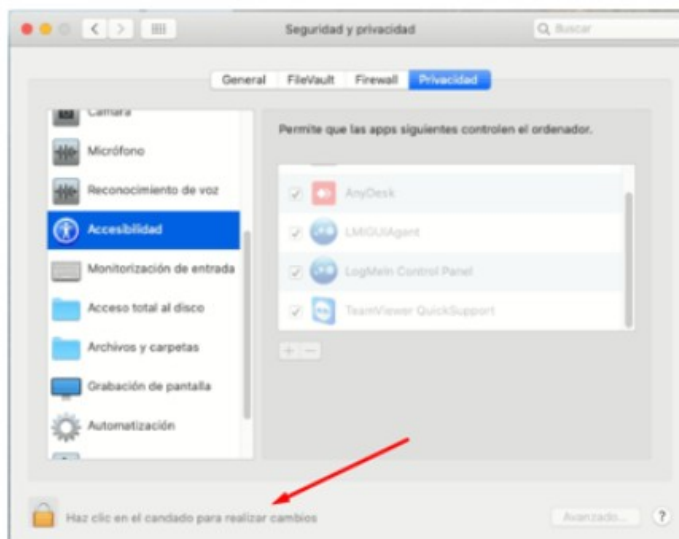 Seguridad y privacidad
Buscar
General FileVault Firewall Privacidad
Cámara
Micrófono
Reconocimiento de voz
Accesibilidad
Monitorización de entrada
Acceso total al disco
Archivos y carpetas
Grabación de pantalla
Automatización
Permite que las apps siguientes controlen el ordenador.
AnyDesk
LMIGUIAgent
LogMeIn Control Panel
TeamViewer QuickSupport
Haz clic en el candado para realizar cambios
Avanzado... ?